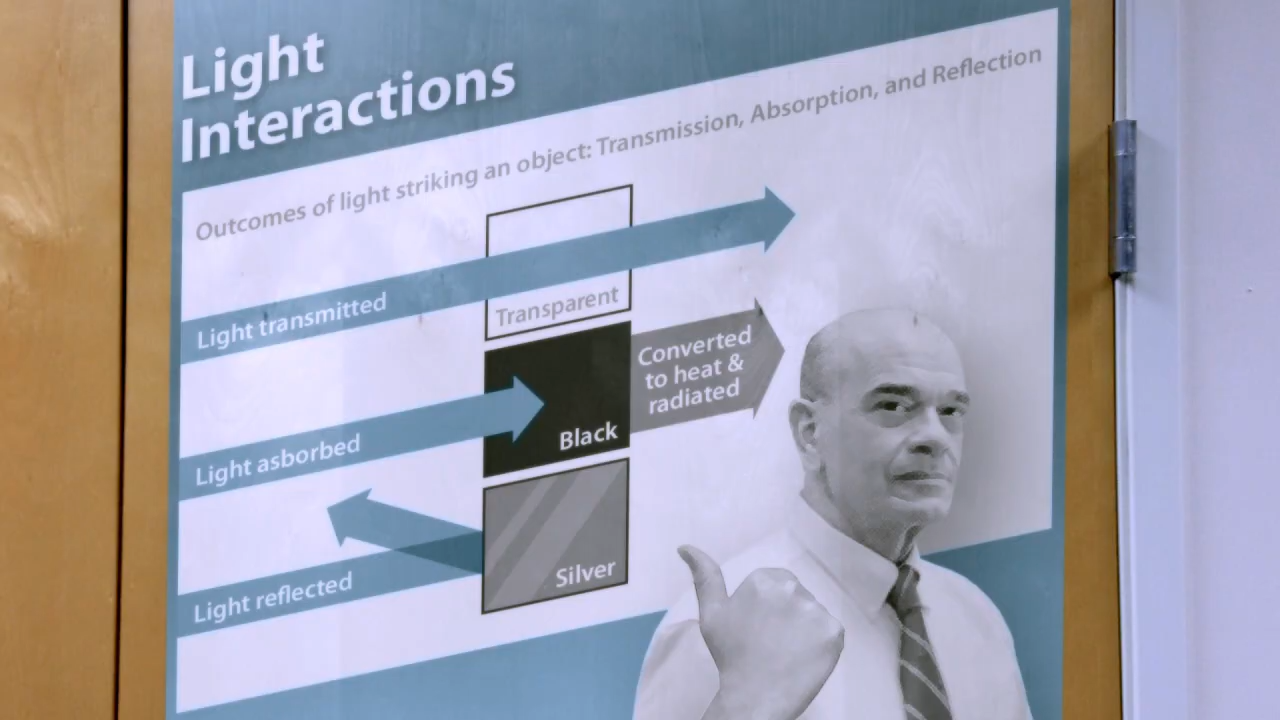 Light
Interactions
Outcomes of light striking an object: Transmission, Absorption, and Reflection
Light transmitted
Transparent
Light asborbed
Black
Converted
to heat &
radiated
Light reflected
Silver